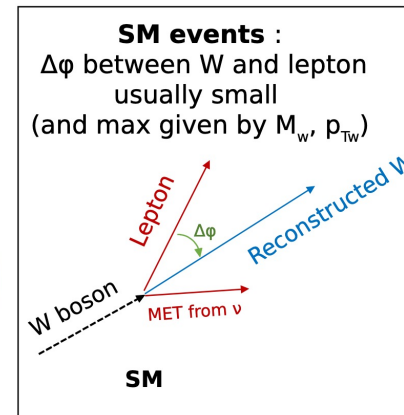 SM events :
Δφ between W and lepton
usually small
(and max given by Mw, pTw)
Lepton
Δφ
Reconstructed W
W boson
MET from ν
SM